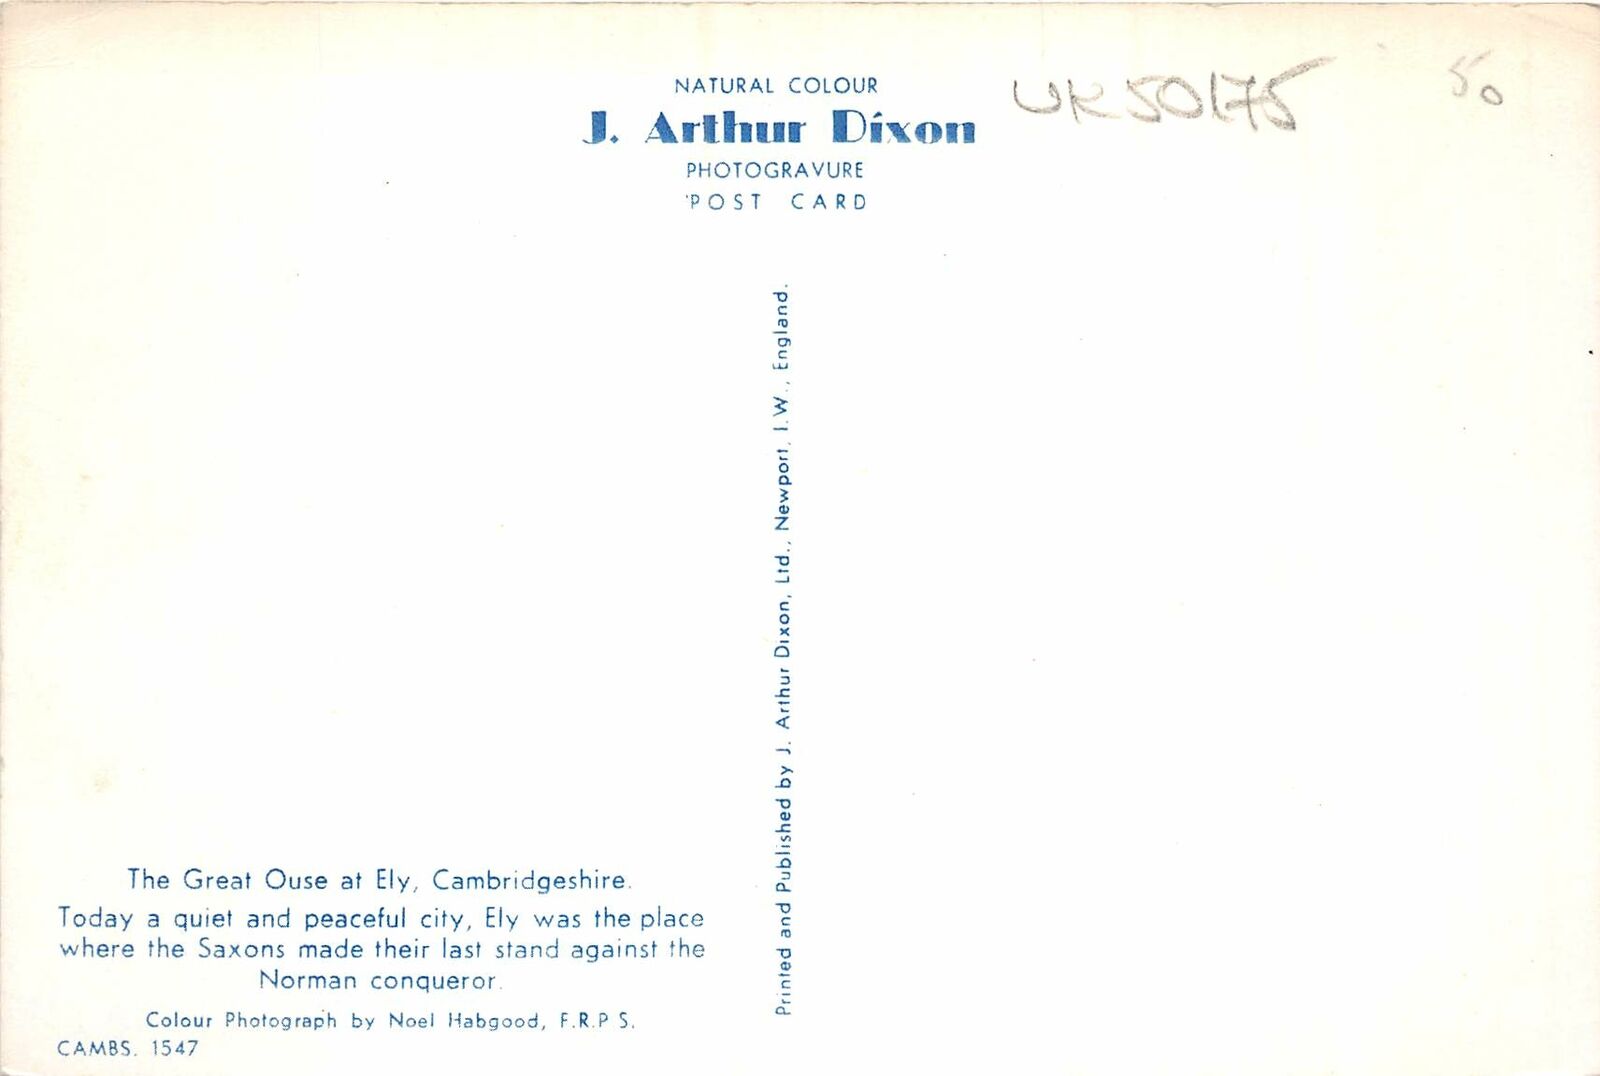 NATURAL COLOUR
J. Arthur Dixon
PHOTOGRAVURE
POST CARD
UK50175
50
Printed and Published by J. Arthur Dixon, Ltd., Newport, I.W., England.
The Great Ouse at Ely, Cambridgeshire.
Today a quiet and peaceful city, Ely was the place
where the Saxons made their last stand against the
Norman conqueror.
Colour Photograph by Noel Habgood, F.R.P S.
CAMBS. 1547